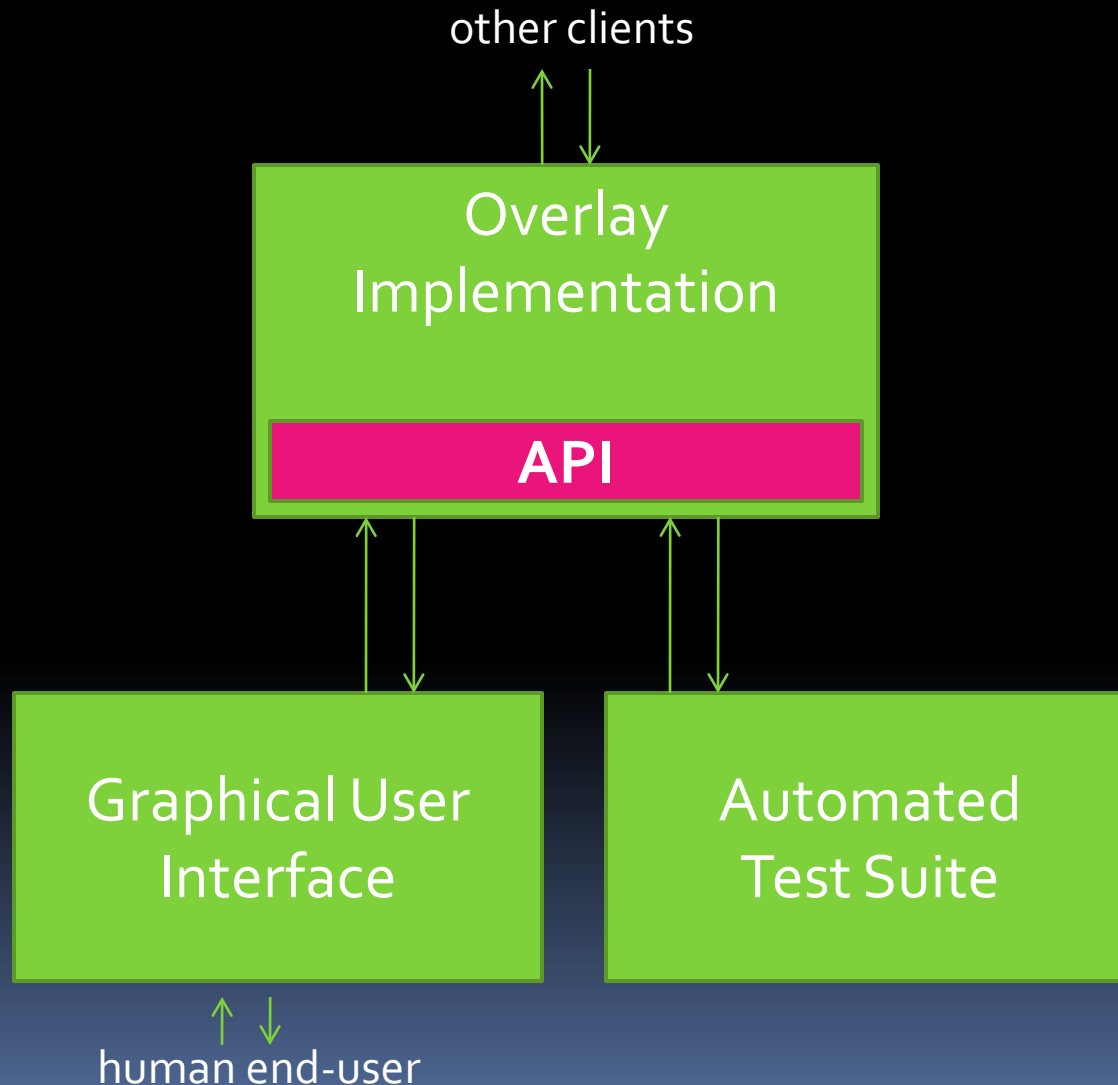 other clients
Overlay
Implementation
API
Graphical User
Interface
Automated
Test Suite
human end-user